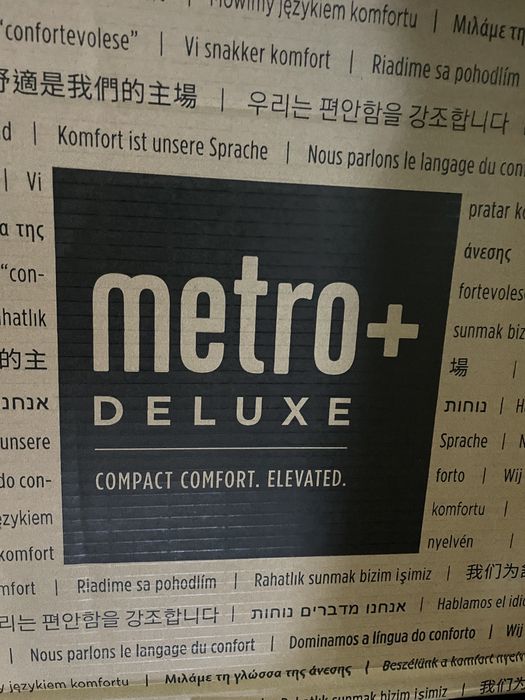 językiem komfortu | Μιλάμε τη
"confortevolese" | Vi snakker komfort | Riadime sa pohodlím
舒適是我們的主場 | 우리는 편안함을 강조합니다
d | Komfort ist unsere Sprache | Nous parlons le langage du con
| Vi
pratar ko
α της
άνεσης
"con-
fortevoles
Rahatlık
sunmak biz
的主
場 |
אנחנו
נוחות | H
unsere
Sprache | N
do con-
forto | Wij
językiem
komfortu |
komfort
nyelvén |
metro+
DELUXE
COMPACT COMFORT. ELEVATED.
mfort | Riadime sa pohodlím | Rahatlık sunmak bizim işimiz | 我们为
리는 편안함을 강조합니다 | אנחנו מדברים נוחות | Hablamos el idio
| Nous parlons le langage du confort | Dominamos a língua do conforto | Wij
językiem komfortu | Μιλάμε τη γλώσσα της άνεσης | Beszélünk a komfort nyelv
sunmak bizim işimiz | 我们为